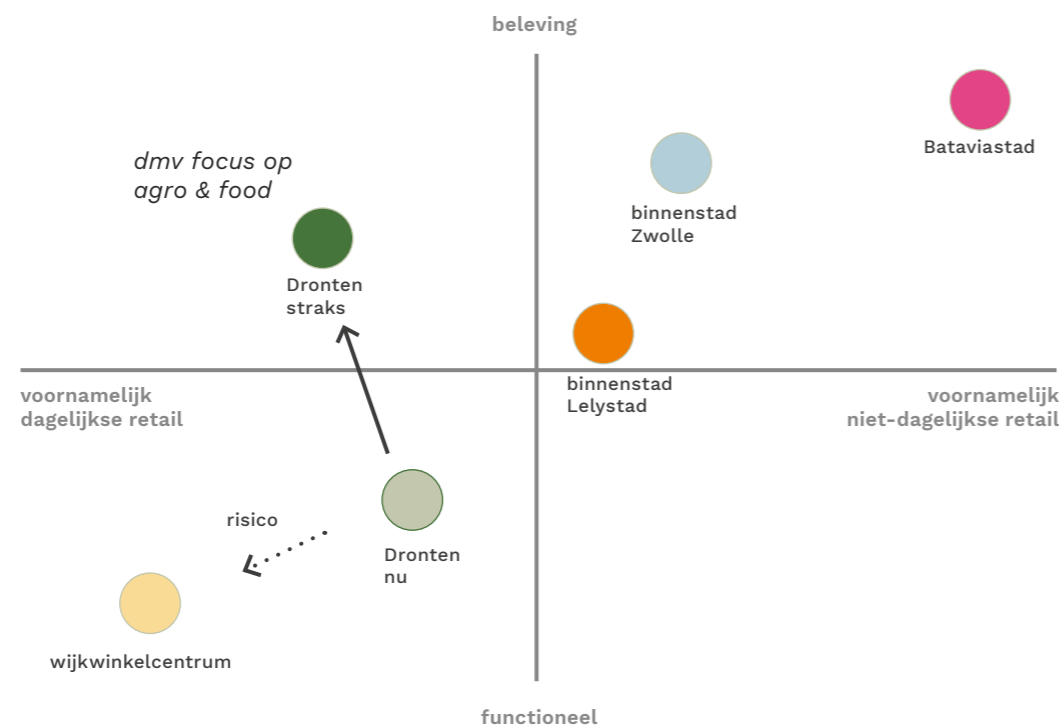 beleving
Bataviastad
dmv focus op
agro & food
binnenstad
Zwolle
Dronten
straks
binnenstad
Lelystad
voornamelijk
dagelijkse retail
voornamelijk
niet-dagelijkse retail
risico
Dronten
nu
wijkwinkelcentrum
functioneel